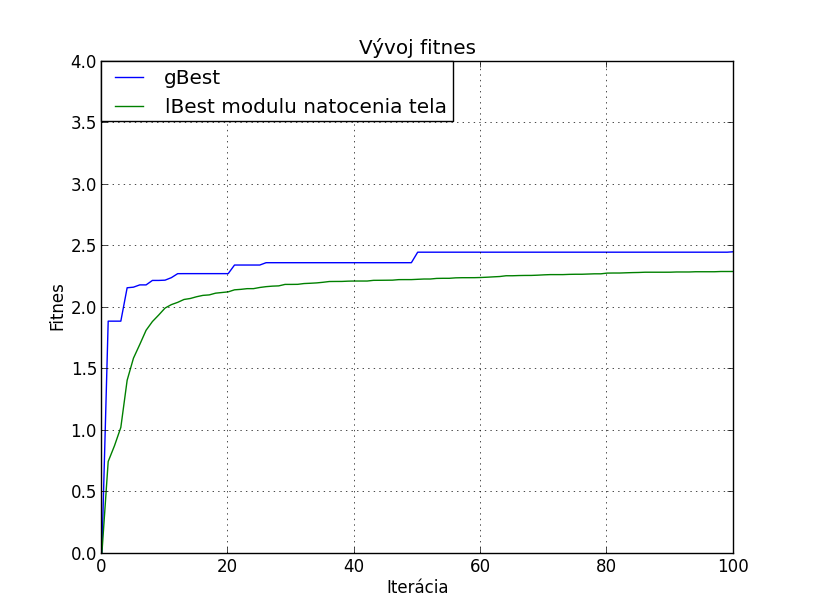 Vývoj fitnes
gBest
lBest modulu natocenia tela
4.0
3.5
3.0
2.5
2.0
1.5
1.0
0.5
0.0
Fitnes
0 20 40 60 80 100
Iterácia